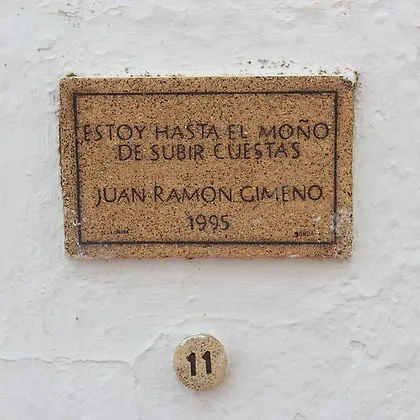 ESTOY HASTA EL MOÑO
DE SUBIR CUESTAS
JUAN RAMON GIMENO
1995
11